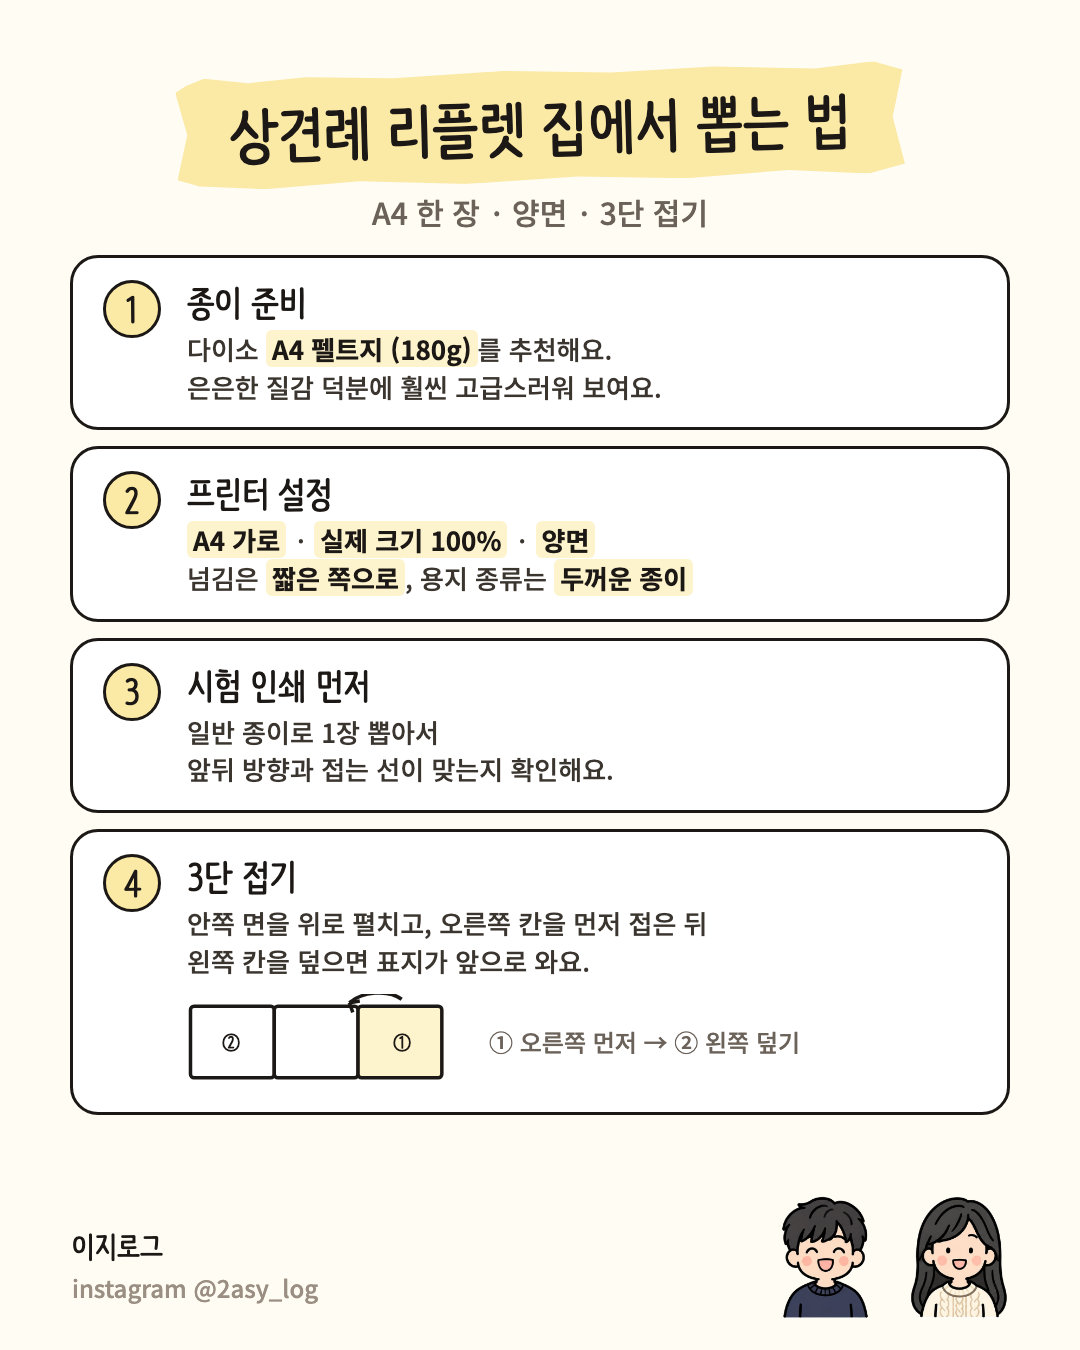 상견례 리플렛 집에서 뽑는 법
A4 한 장 · 양면 · 3단 접기
1
종이 준비
다이소 A4 펠트지 (180g)를 추천해요.
은은한 질감 덕분에 훨씬 고급스러워 보여요.
2
프린터 설정
A4 가로 · 실제 크기 100% · 양면
넘김은 짧은 쪽으로, 용지 종류는 두꺼운 종이
3
시험 인쇄 먼저
일반 종이로 1장 뽑아서
앞뒤 방향과 접는 선이 맞는지 확인해요.
4
3단 접기
안쪽 면을 위로 펼치고, 오른쪽 칸을 먼저 접은 뒤
왼쪽 칸을 덮으면 표지가 앞으로 와요.
② ①
① 오른쪽 먼저 → ② 왼쪽 덮기
이지로그
instagram @2asy_log